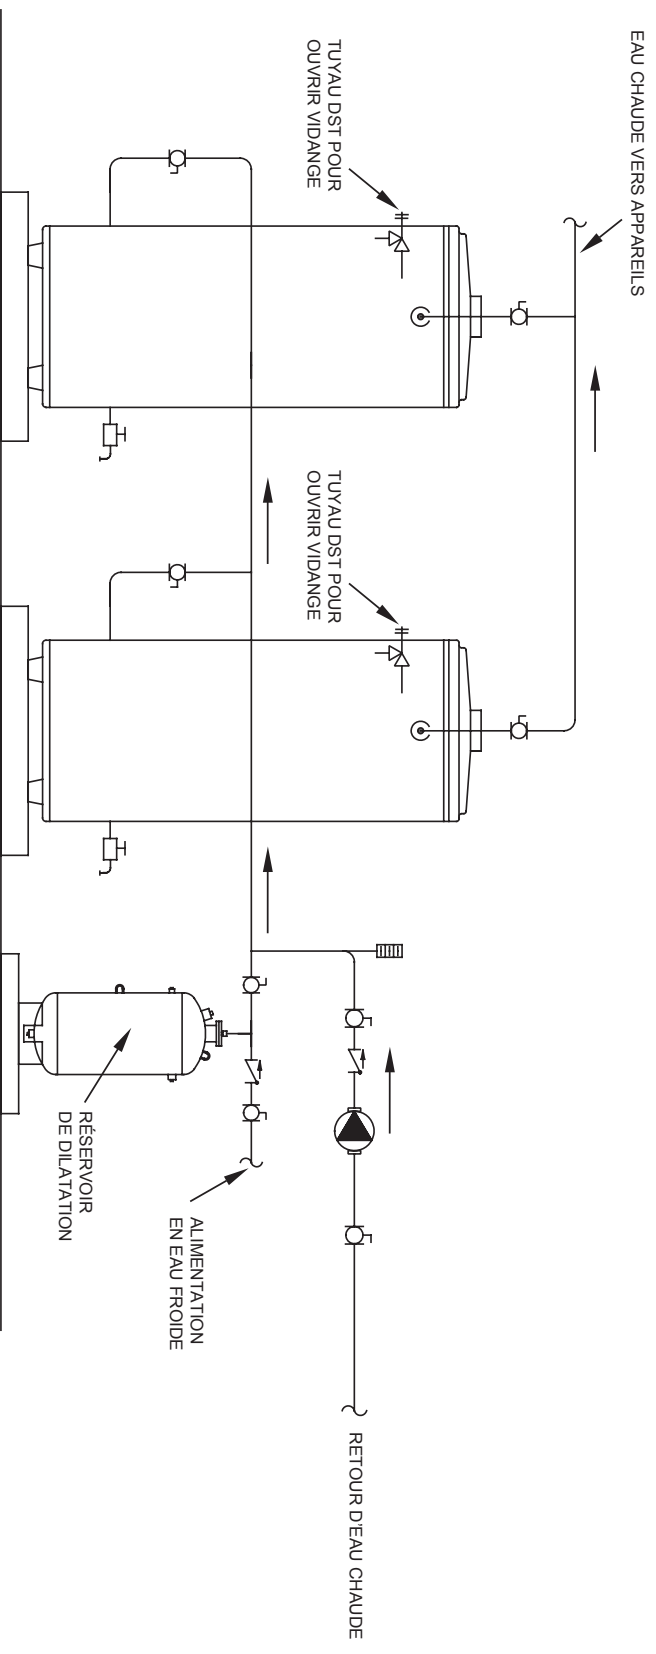 EAU CHAUDE VERS APPAREILS
TUYAU DST POUR
OUVRIR VIDANGE
TUYAU DST POUR
OUVRIR VIDANGE
RÉSERVOIR
DE DILATATION
ALIMENTATION
EN EAU FROIDE
RETOUR D'EAU CHAUDE